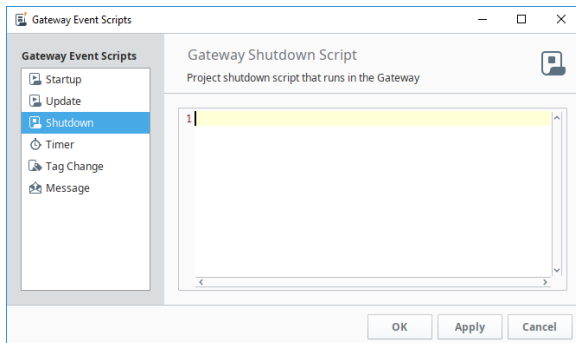 Gateway Event Scripts
Gateway Event Scripts
Startup
Update
Shutdown
Timer
Tag Change
Message
Gateway Shutdown Script
Project shutdown script that runs in the Gateway
1
OK Apply Cancel